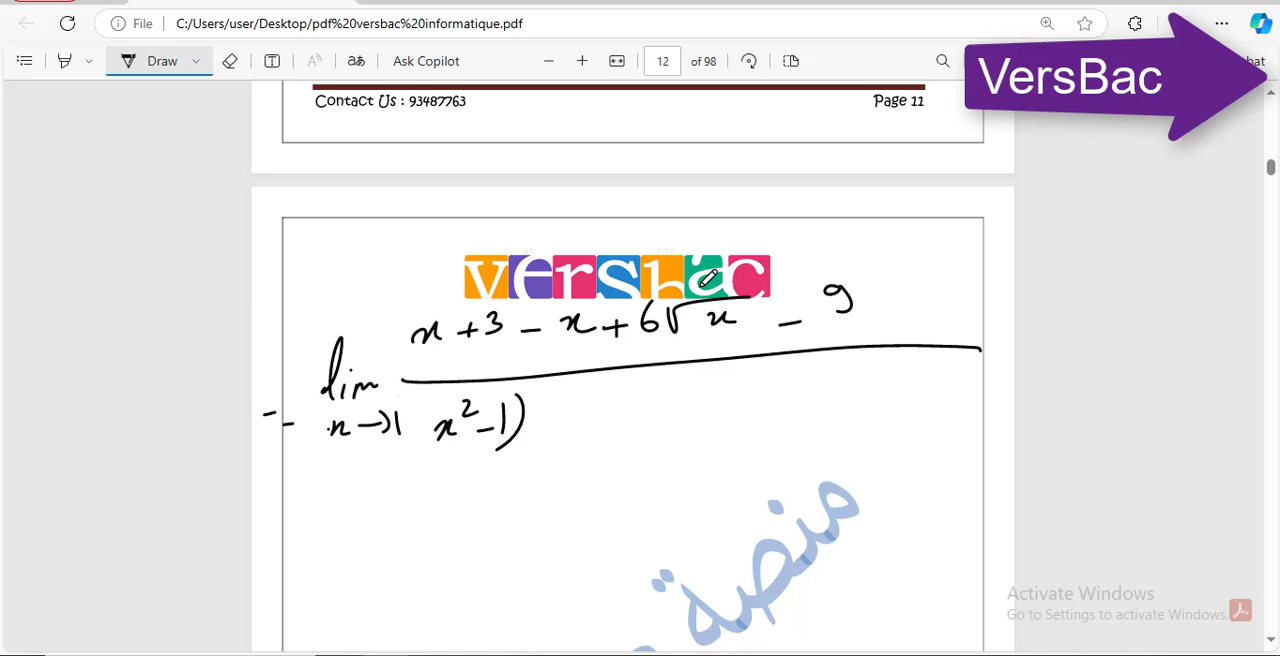 File C:/Users/user/Desktop/pdf%20versbac%20informatique.pdf
Draw Ask Copilot 12 of 98
VersBac
Contact Us : 93487763 Page 11
versbac
x + 3 - x + 6√x - 9
lim
x → 1 x² - 1)
منصة
Activate Windows
Go to Settings to activate Windows.